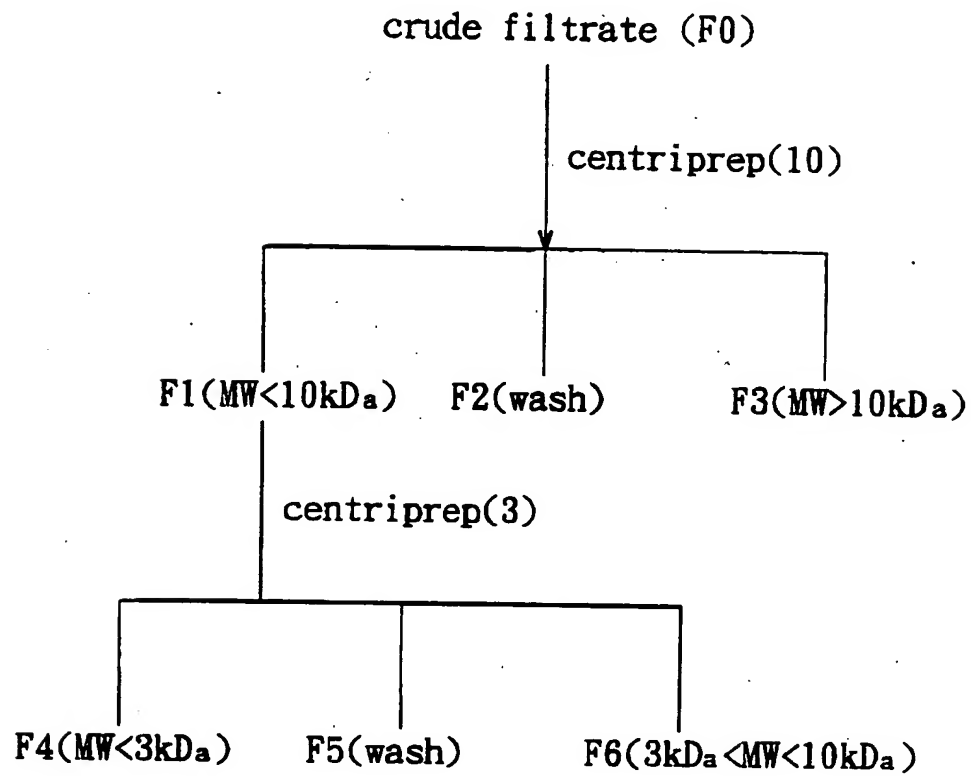 crude filtrate (F0)
centriprep(10)
F1(MW<10kDa) F2(wash) F3(MW>10kDa)
centriprep(3)
F4(MW<3kDa) F5(wash) F6(3kDa<MW<10kDa)